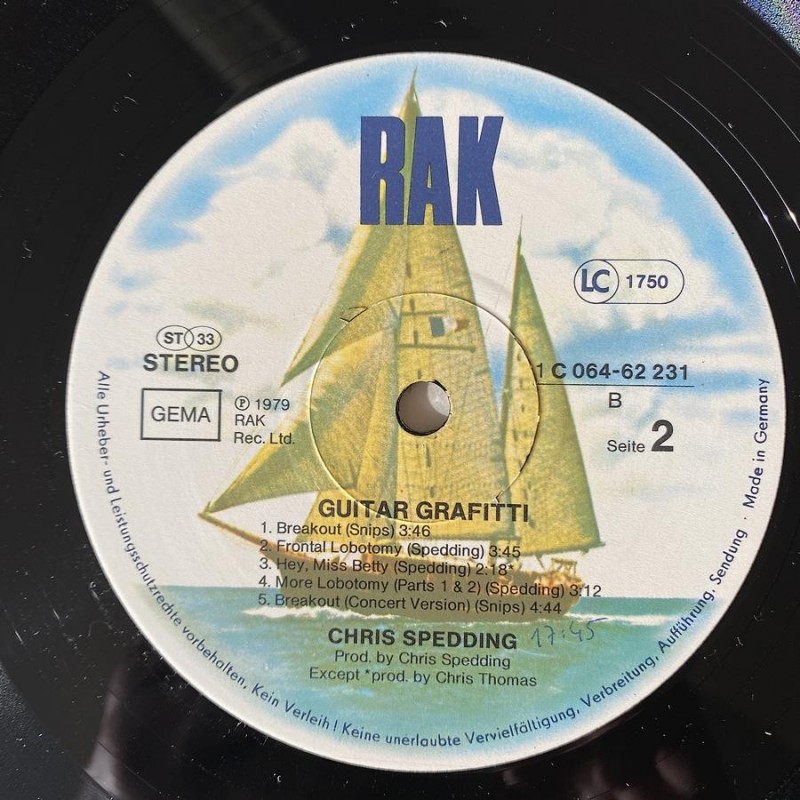 RAK
LC 1750
ST 33
STEREO
GEMA
℗ 1979
RAK
Rec. Ltd.
1 C 064-62 231
B
Seite 2
GUITAR GRAFITTI
1. Breakout (Snips) 3:46
2. Frontal Lobotomy (Spedding) 3:45
3. Hey, Miss Betty (Spedding) 2:18*
4. More Lobotomy (Parts 1 & 2) (Spedding) 3:12
5. Breakout (Concert Version) (Snips) 4:44
CHRIS SPEDDING
17:45
Prod. by Chris Spedding
Except *prod. by Chris Thomas
Alle Urheber- und Leistungsschutzrechte vorbehalten, Kein Verleih! Keine unerlaubte Vervielfältigung, Verbreitung, Aufführung, Sendung · Made in Germany